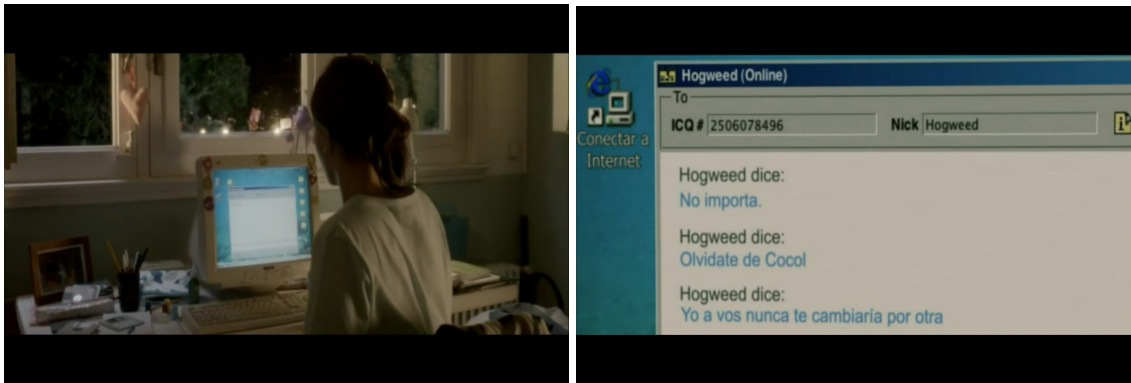 Hogweed (Online)
To
ICQ # 2506078496 Nick Hogweed
Conectar a
Internet
Hogweed dice:
No importa.
Hogweed dice:
Olvidate de Cocol
Hogweed dice:
Yo a vos nunca te cambiaría por otra